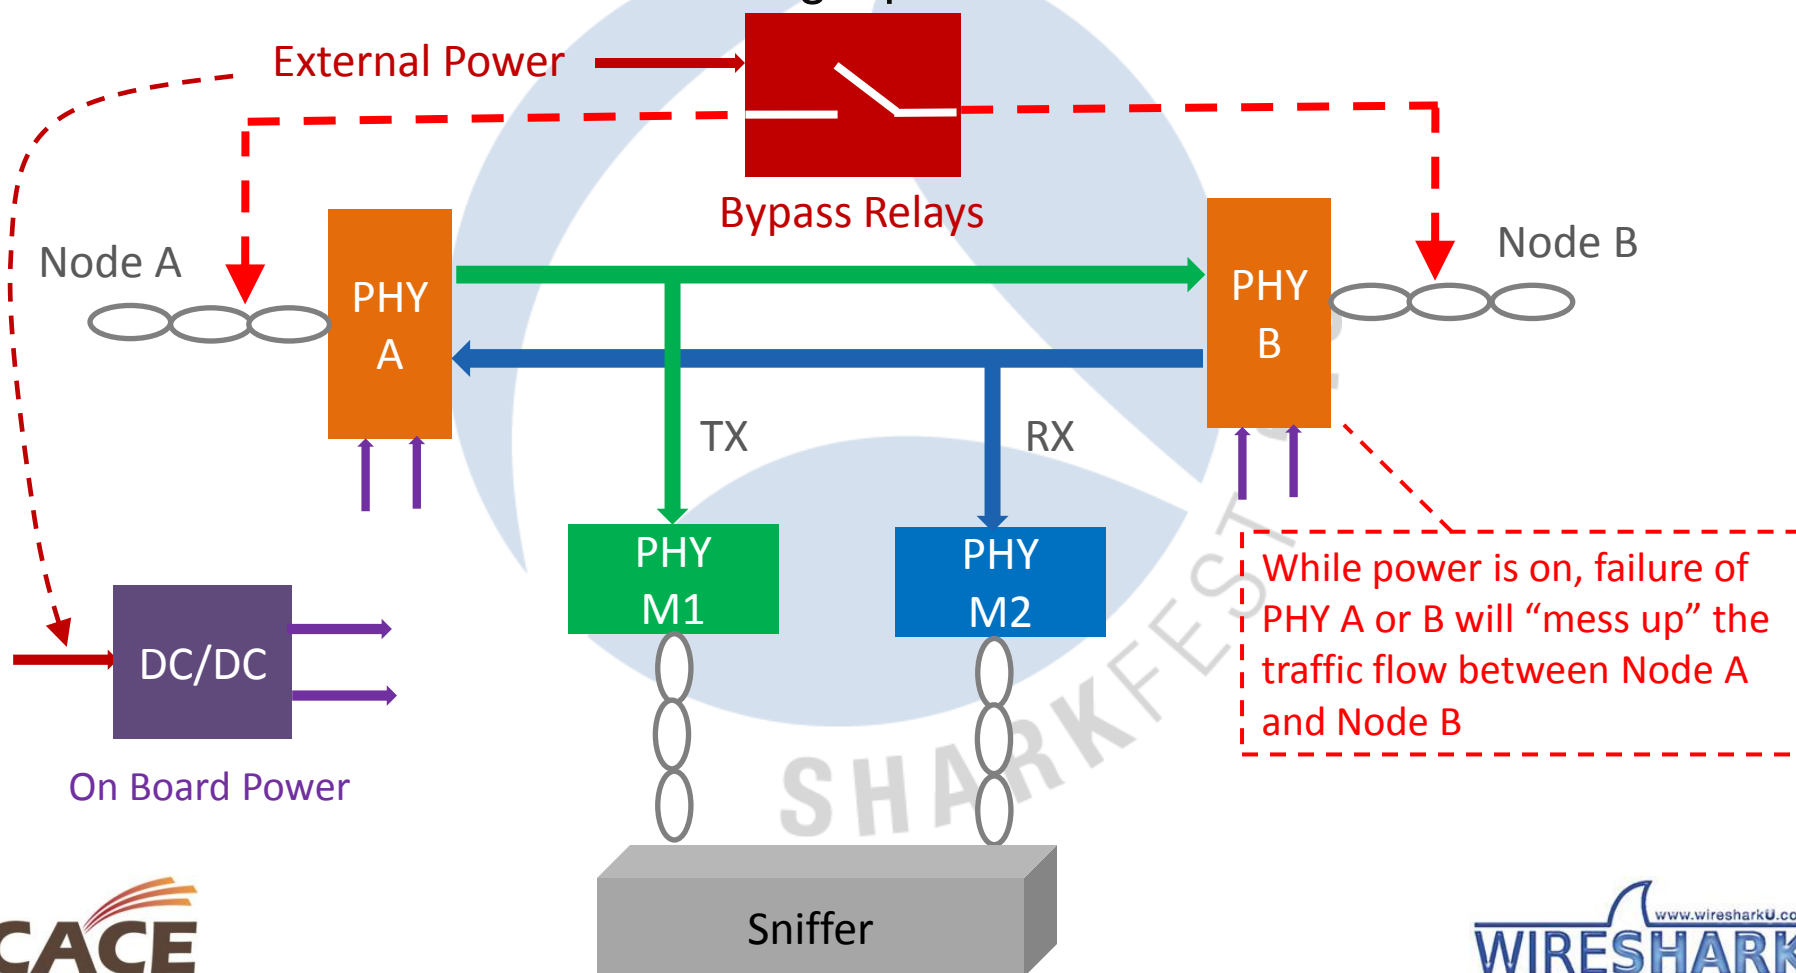 External Power
Bypass Relays
Node A
Node B
PHY
A
PHY
B
TX
RX
PHY
M1
PHY
M2
While power is on, failure of
PHY A or B will “mess up” the
traffic flow between Node A
and Node B
DC/DC
On Board Power
SHARKFEST
Sniffer
CACE
www.wiresharkU.co
WIRESHARK